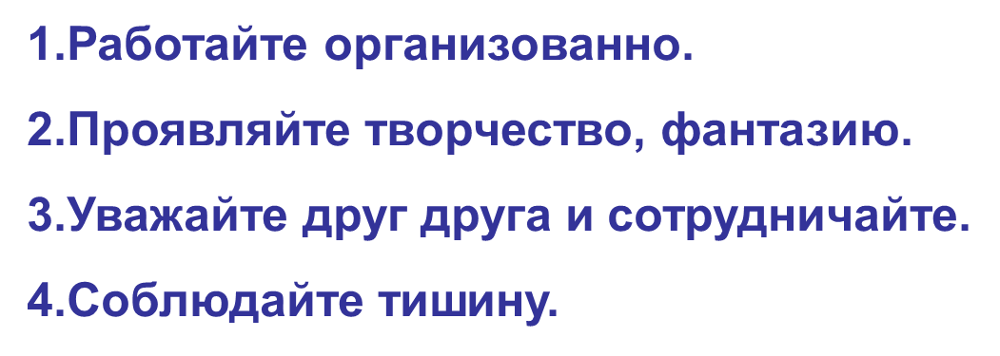 1.Работайте организованно.
2.Проявляйте творчество, фантазию.
3.Уважайте друг друга и сотрудничайте.
4.Соблюдайте тишину.